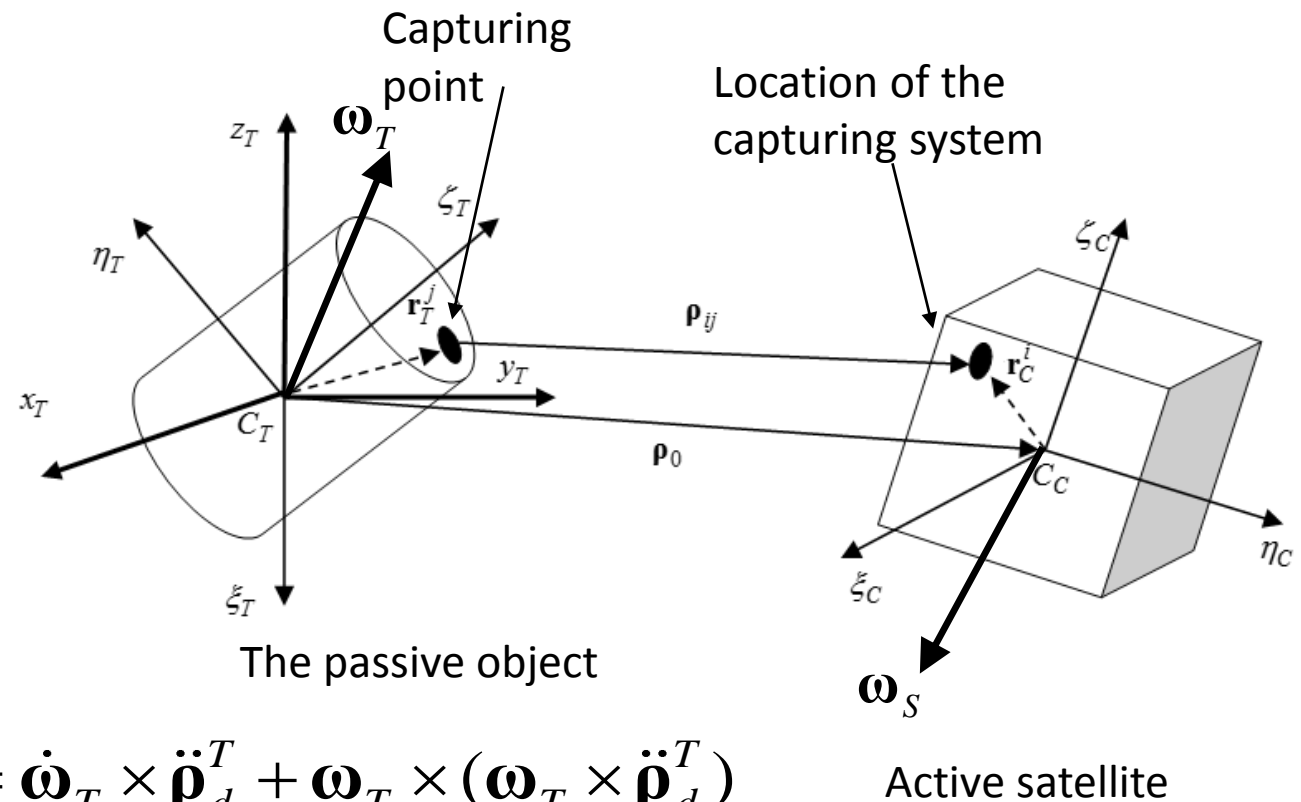 Capturing
point
Location of the
capturing system
z_T
ω_T
ζ_T
η_T
r_T^j
ρ_ij
ζ_C
r_C^i
x_T
y_T
C_T
ρ_0
C_C
η_C
ξ_T
ξ_C
The passive object
ω_S
= ω̇_T × ρ̈_d^T + ω_T × (ω_T × ρ̈_d^T)
Active satellite